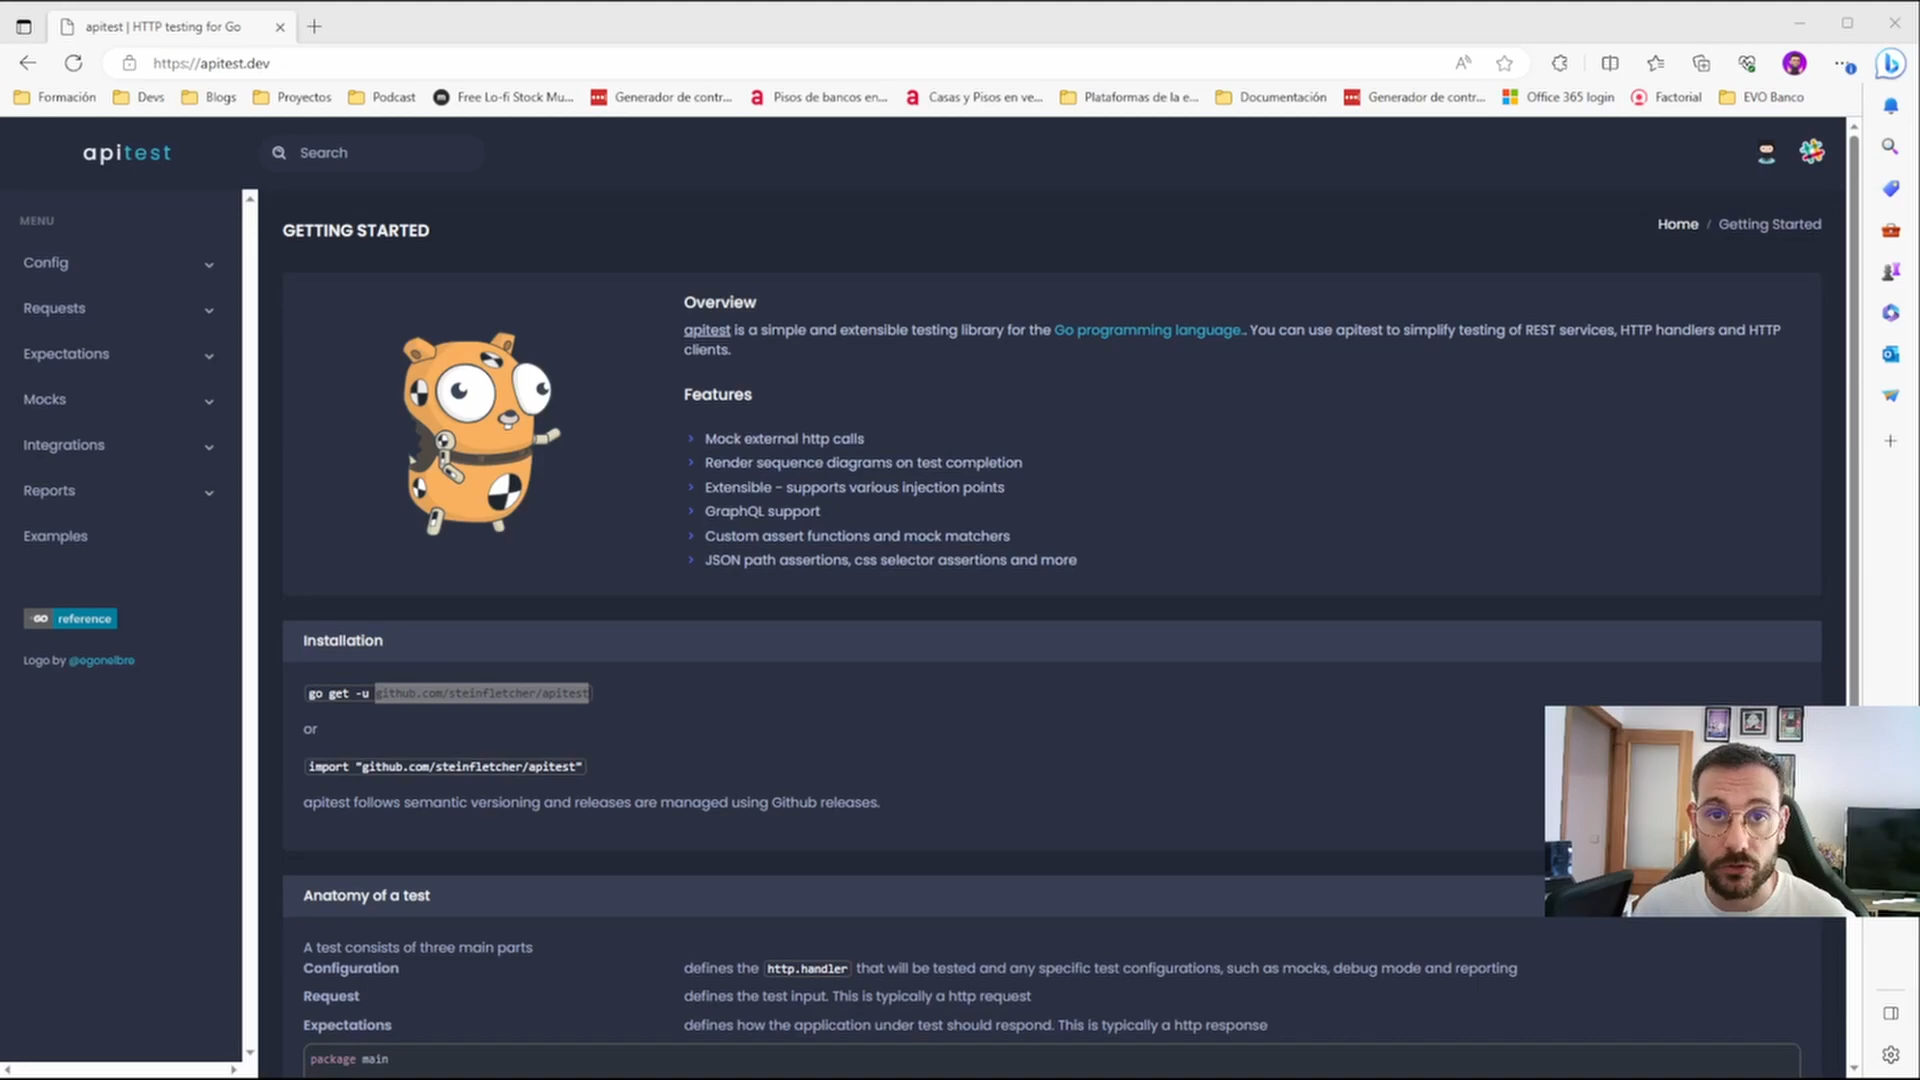 apitest | HTTP testing for Go
https://apitest.dev
Formación
Devs
Blogs
Proyectos
Podcast
Free Lo-fi Stock Mu...
Generador de contr...
Pisos de bancos en...
Casas y Pisos en ve...
Plataformas de la e...
Documentación
Generador de contr...
Office 365 login
Factorial
EVO Banco
apitest
Search
MENU
Config
Requests
Expectations
Mocks
Integrations
Reports
Examples
GO reference
Logo by @egonelbre
GETTING STARTED
Home / Getting Started
Overview
apitest is a simple and extensible testing library for the Go programming language.. You can use apitest to simplify testing of REST services, HTTP handlers and HTTP
clients.
Features
Mock external http calls
Render sequence diagrams on test completion
Extensible - supports various injection points
GraphQL support
Custom assert functions and mock matchers
JSON path assertions, css selector assertions and more
Installation
go get -u github.com/steinfletcher/apitest
or
import "github.com/steinfletcher/apitest"
apitest follows semantic versioning and releases are managed using Github releases.
Anatomy of a test
A test consists of three main parts
Configuration defines the http.handler that will be tested and any specific test configurations, such as mocks, debug mode and reporting
Request defines the test input. This is typically a http request
Expectations defines how the application under test should respond. This is typically a http response
package main